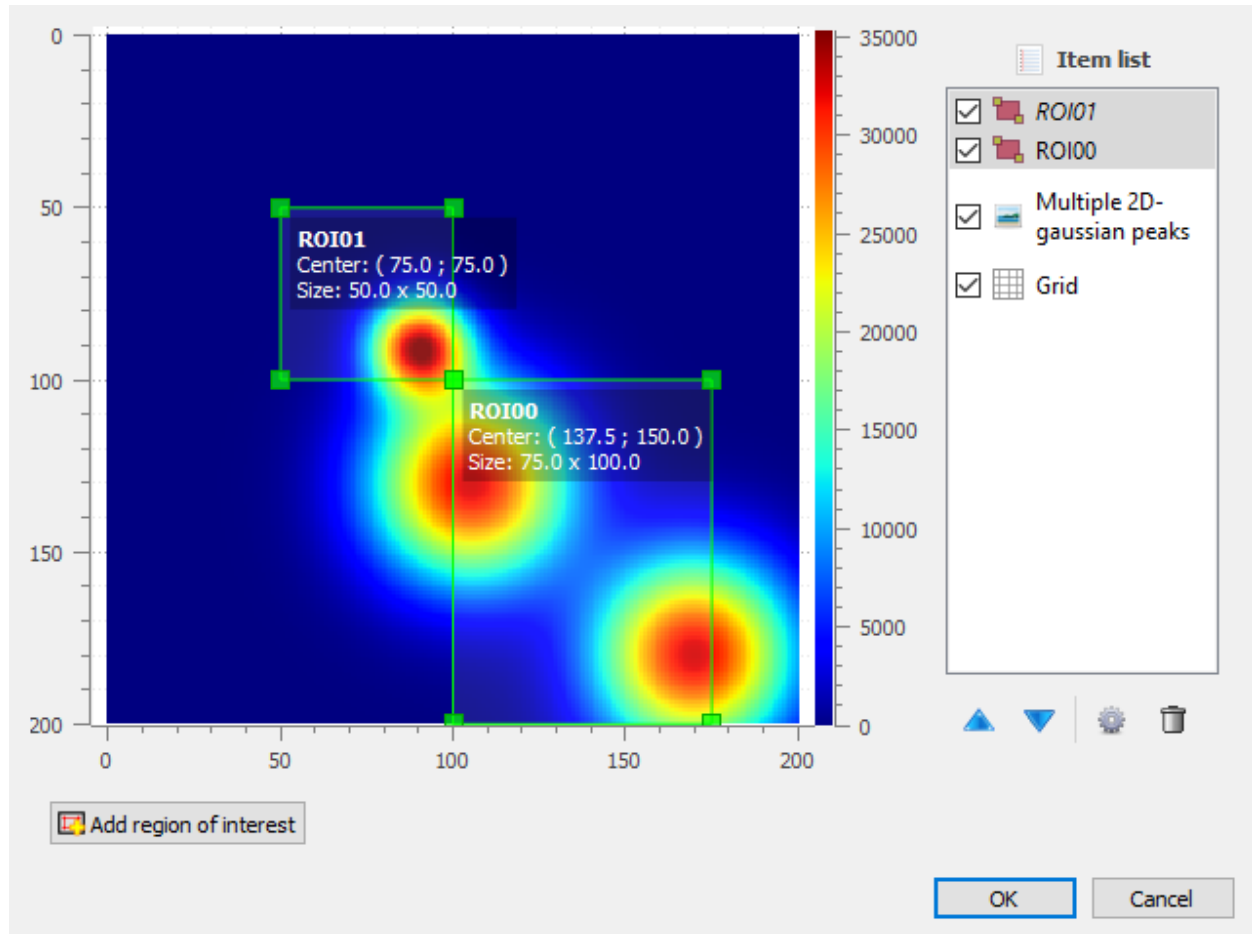 0
50
100
150
200
0
50
100
150
200
ROI01
Center: ( 75.0 ; 75.0 )
Size: 50.0 x 50.0
ROI00
Center: ( 137.5 ; 150.0 )
Size: 75.0 x 100.0
35000
30000
25000
20000
15000
10000
5000
0
Item list
ROI01
ROI00
Multiple 2D-
gaussian peaks
Grid
Add region of interest
OK
Cancel